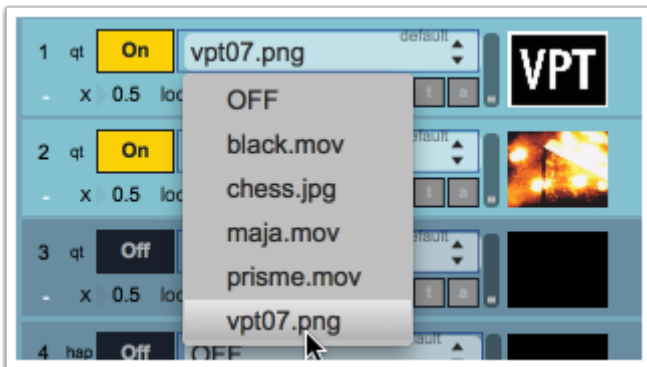 1 qt On vpt07.png default VPT
- x 0.5 loc t a
OFF
2 qt On black.mov default
- x 0.5 loc chess.jpg t a
maja.mov
3 qt Off default
prisme.mov
- x 0.5 loc t a
vpt07.png
4 hap Off OFF